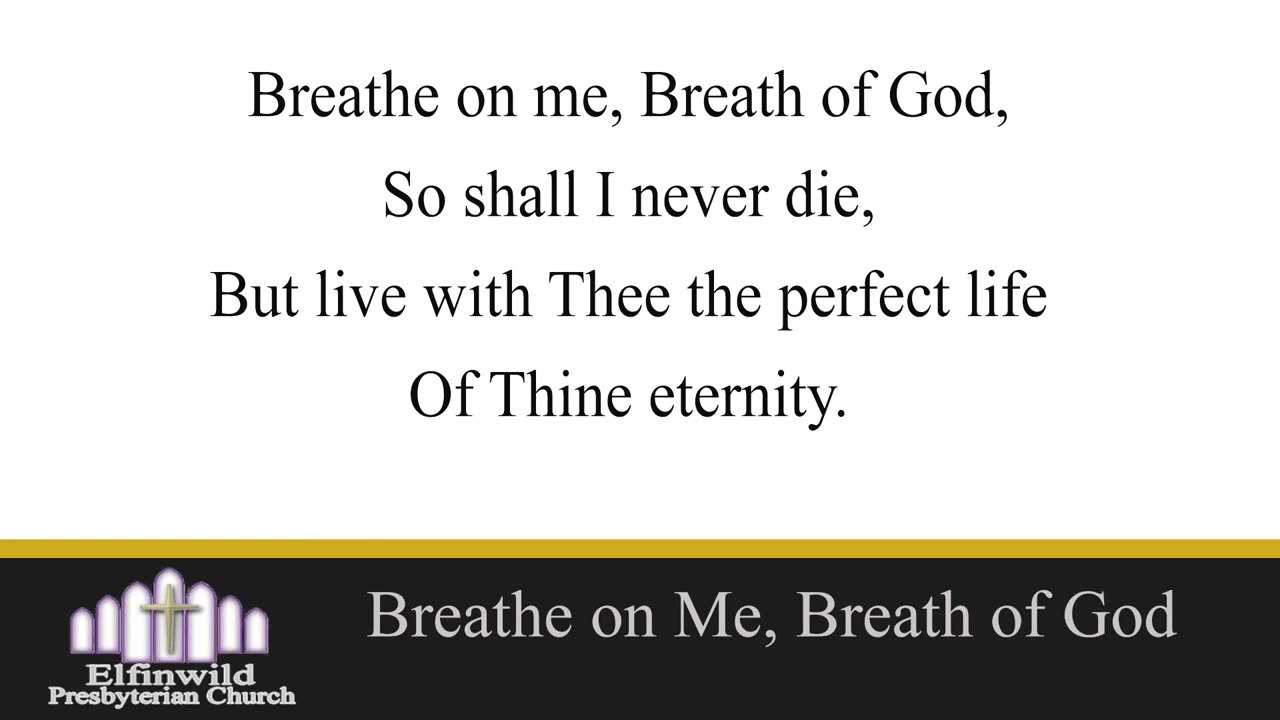 Breathe on me, Breath of God,
So shall I never die,
But live with Thee the perfect life
Of Thine eternity.
Breathe on Me, Breath of God
Elfinwild
Presbyterian Church